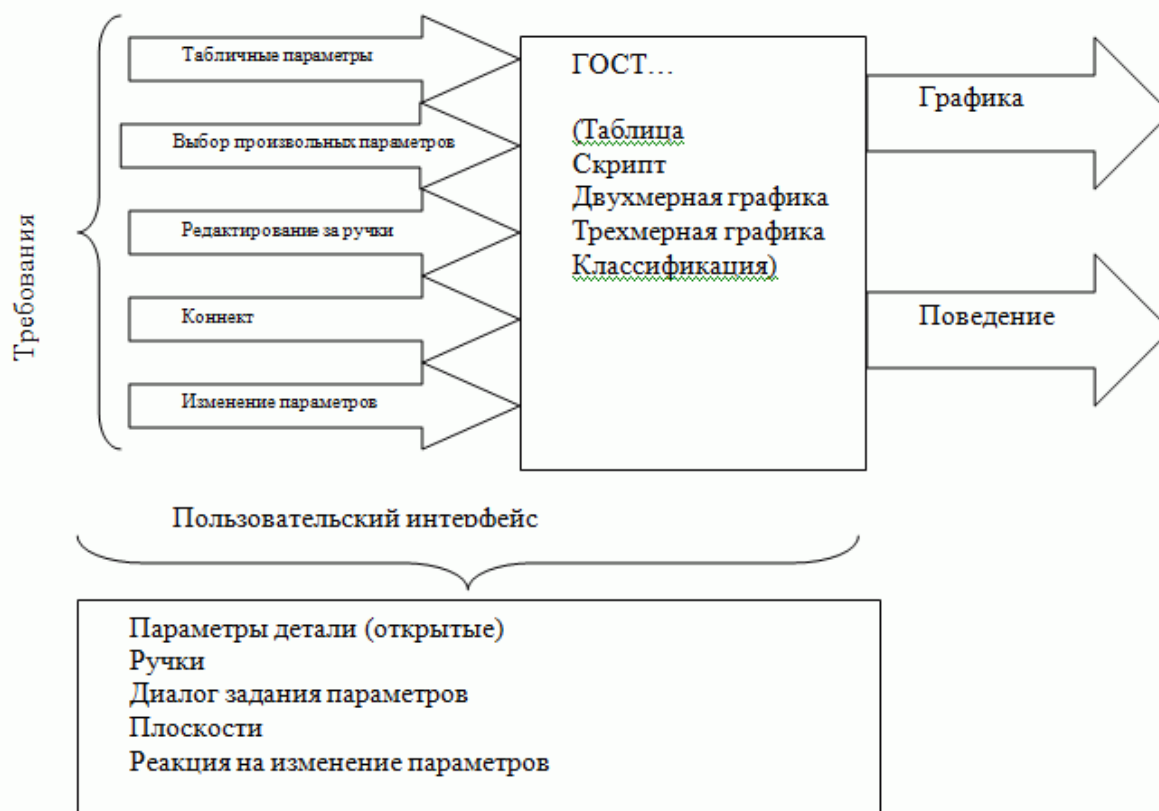 Требования
Табличные параметры
Выбор произвольных параметров
Редактирование за ручки
Коннект
Изменение параметров
ГОСТ...
(Таблица
Скрипт
Двухмерная графика
Трехмерная графика
Классификация)
Графика
Поведение
Пользовательский интерфейс
Параметры детали (открытые)
Ручки
Диалог задания параметров
Плоскости
Реакция на изменение параметров